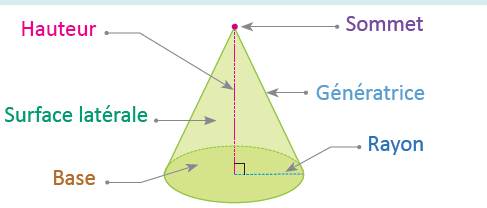 Sommet
Hauteur
Génératrice
Surface latérale
Rayon
Base